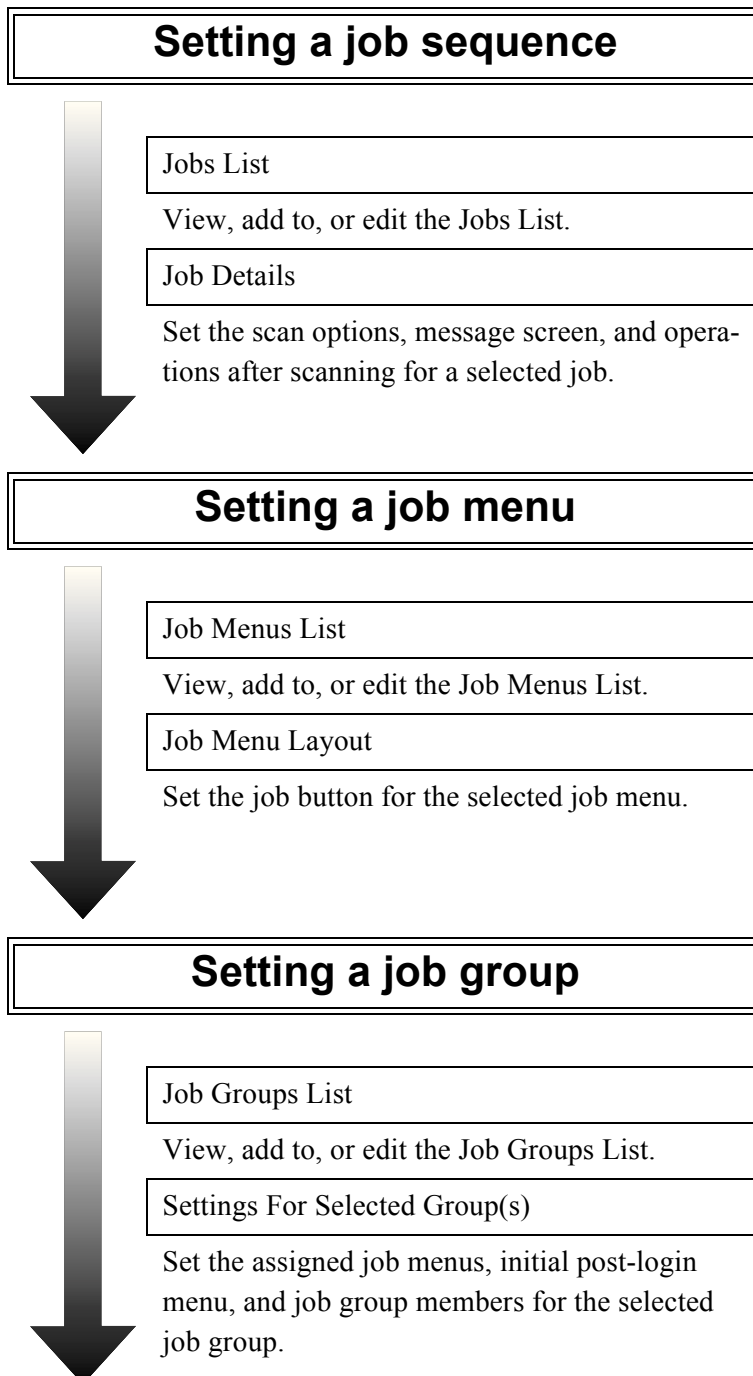 Setting a job sequence
Jobs List
View, add to, or edit the Jobs List.
Job Details
Set the scan options, message screen, and opera-
tions after scanning for a selected job.
Setting a job menu
Job Menus List
View, add to, or edit the Job Menus List.
Job Menu Layout
Set the job button for the selected job menu.
Setting a job group
Job Groups List
View, add to, or edit the Job Groups List.
Settings For Selected Group(s)
Set the assigned job menus, initial post-login
menu, and job group members for the selected
job group.